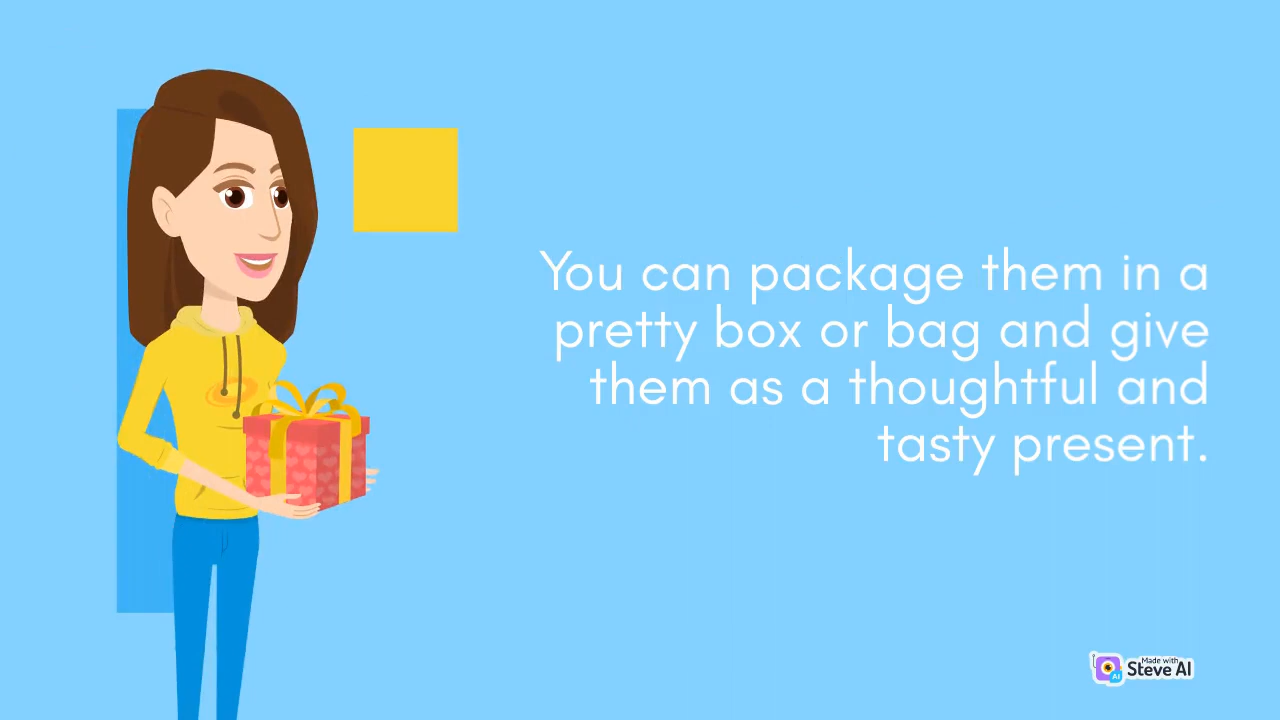 You can package them in a
pretty box or bag and give
them as a thoughtful and
tasty present.
Made with
Steve AI
AI